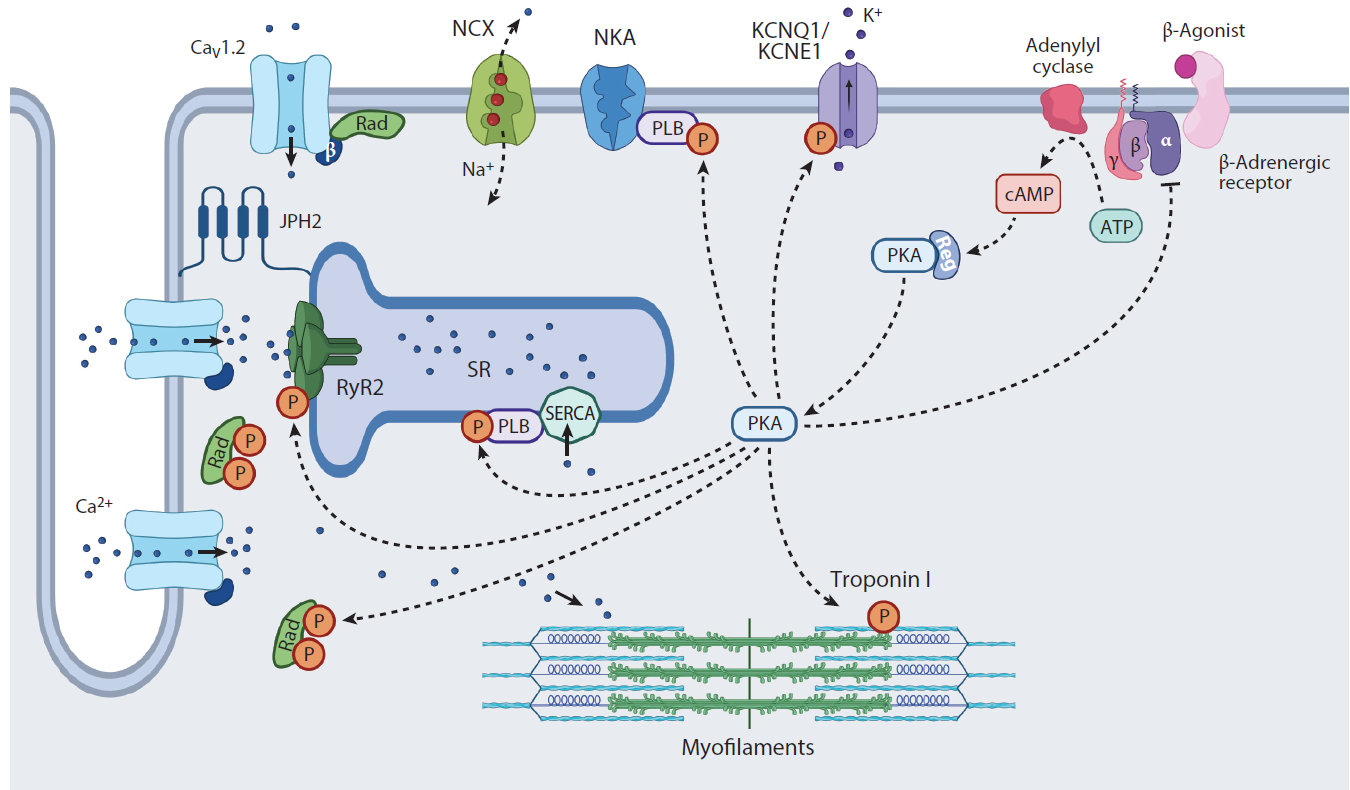 Ca_V1.2
NCX
NKA
KCNQ1/
KCNE1
K⁺
Adenylyl
cyclase
β-Agonist
Rad
β
PLB
P
P
Na⁺
γ
β
α
β-Adrenergic
receptor
cAMP
ATP
JPH2
PKA
Reg
SR
RyR2
P
P
PLB
SERCA
PKA
Rad
P
P
Ca²⁺
Troponin I
P
Rad
P
P
Myofilaments